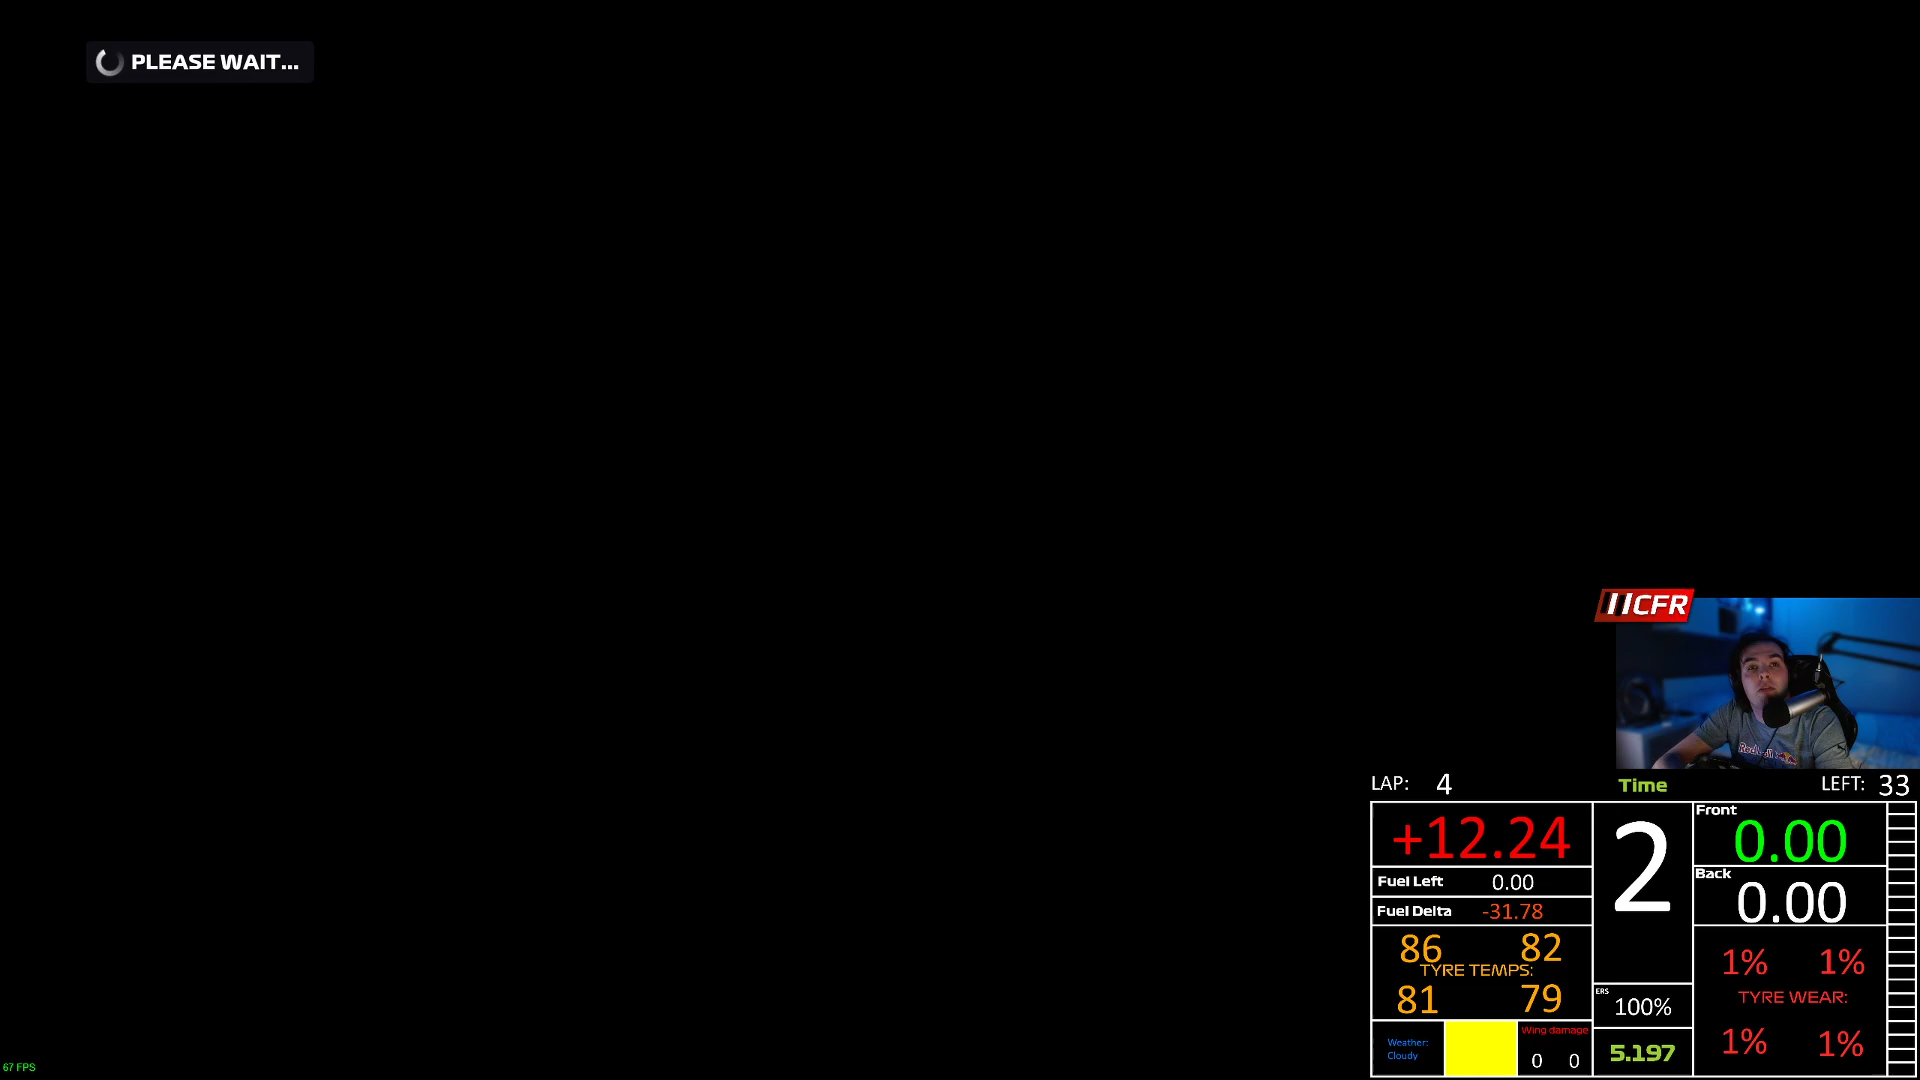 PLEASE WAIT...
CFR
LAP: 4
Time
LEFT: 33
+12.24
2
Front
0.00
Fuel Left 0.00
Back
0.00
Fuel Delta -31.78
86 82
TYRE TEMPS:
81 79
1% 1%
TYRE WEAR:
1% 1%
ERS
100%
Weather:
Cloudy
Wing damage
0 0
5.197
67 FPS